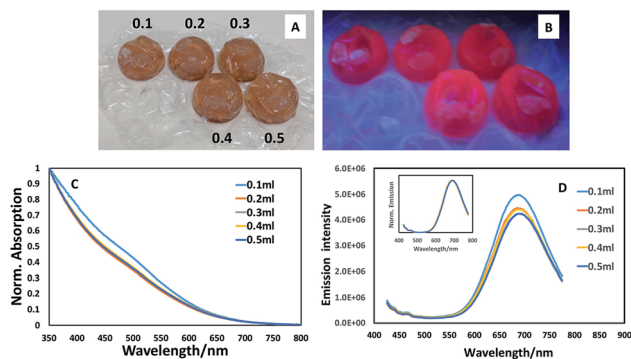 0.1 0.2 0.3 A
0.4 0.5
B
C
Norm. Absorption
1
0.9
0.8
0.7
0.6
0.5
0.4
0.3
0.2
0.1
0
0.1ml
0.2ml
0.3ml
0.4ml
0.5ml
350 400 450 500 550 600 650 700 750 800
Wavelength/nm
D
Emission intensity
6.0E+06
5.0E+06
4.0E+06
3.0E+06
2.0E+06
1.0E+06
0.0E+00
0.1ml
0.2ml
0.3ml
0.4ml
0.5ml
Norm. Emission
400 500 600 700 800
Wavelength/nm
400 450 500 550 600 650 700 750 800 850 900
Wavelength/nm